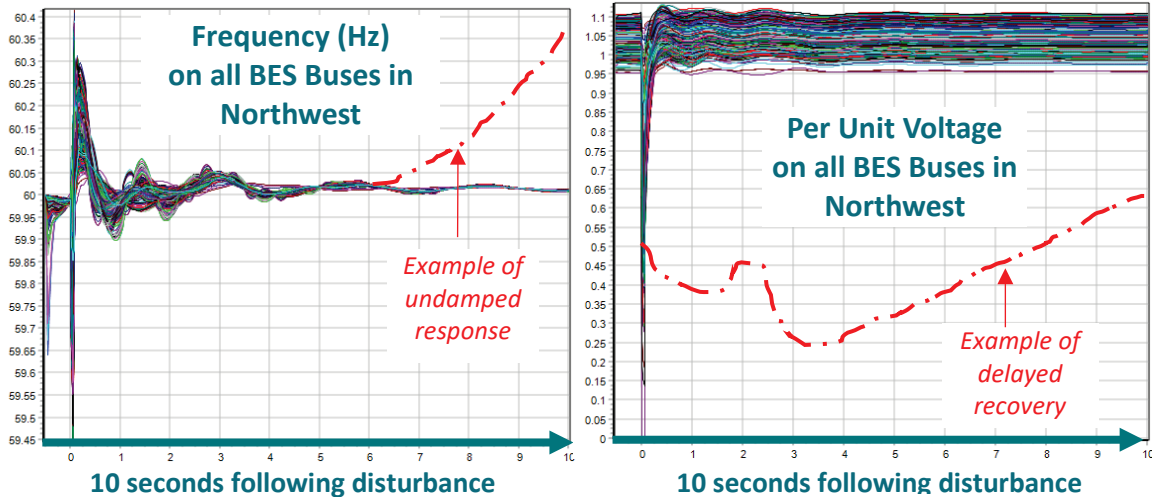 60.4
60.35
60.3
60.25
60.2
60.15
60.1
60.05
60
59.95
59.9
59.85
59.8
59.75
59.7
59.65
59.6
59.55
59.5
59.45
Frequency (Hz)
on all BES Buses in
Northwest
Example of
undamped
response
0 1 2 3 4 5 6 7 8 9 10
10 seconds following disturbance
1.1
1.05
1
0.95
0.9
0.85
0.8
0.75
0.7
0.65
0.6
0.55
0.5
0.45
0.4
0.35
0.3
0.25
0.2
0.15
0.1
0.05
0
Per Unit Voltage
on all BES Buses in
Northwest
Example of
delayed
recovery
0 1 2 3 4 5 6 7 8 9 10
10 seconds following disturbance